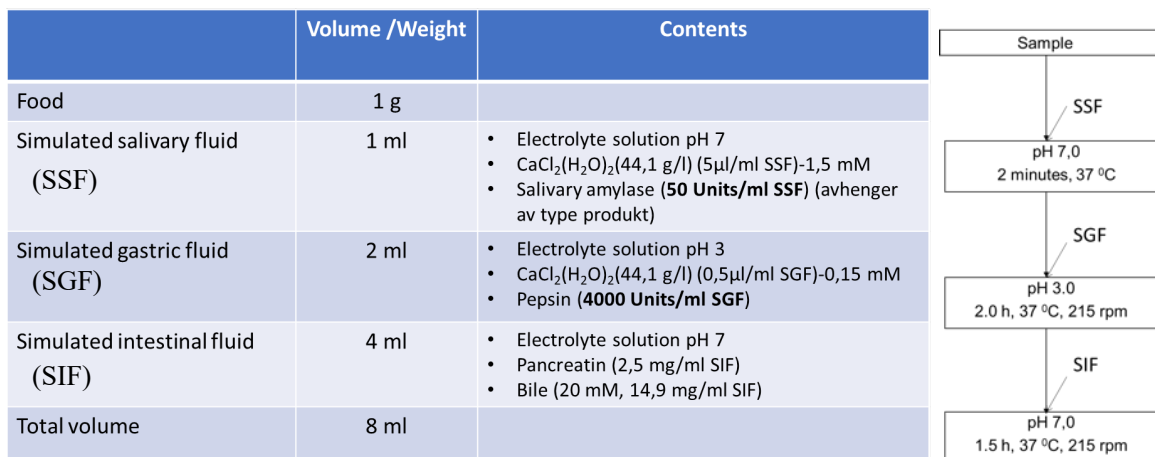 Volume /Weight
Contents
Food
1 g
Simulated salivary fluid
(SSF)
1 ml
• Electrolyte solution pH 7
• CaCl₂(H₂O)₂(44,1 g/l) (5µl/ml SSF)-1,5 mM
• Salivary amylase (50 Units/ml SSF) (avhenger
av type produkt)
Simulated gastric fluid
(SGF)
2 ml
• Electrolyte solution pH 3
• CaCl₂(H₂O)₂(44,1 g/l) (0,5µl/ml SGF)-0,15 mM
• Pepsin (4000 Units/ml SGF)
Simulated intestinal fluid
(SIF)
4 ml
• Electrolyte solution pH 7
• Pancreatin (2,5 mg/ml SIF)
• Bile (20 mM, 14,9 mg/ml SIF)
Total volume
8 ml
Sample
SSF
pH 7,0
2 minutes, 37 ⁰C
SGF
pH 3.0
2.0 h, 37 ⁰C, 215 rpm
SIF
pH 7,0
1.5 h, 37 ⁰C, 215 rpm